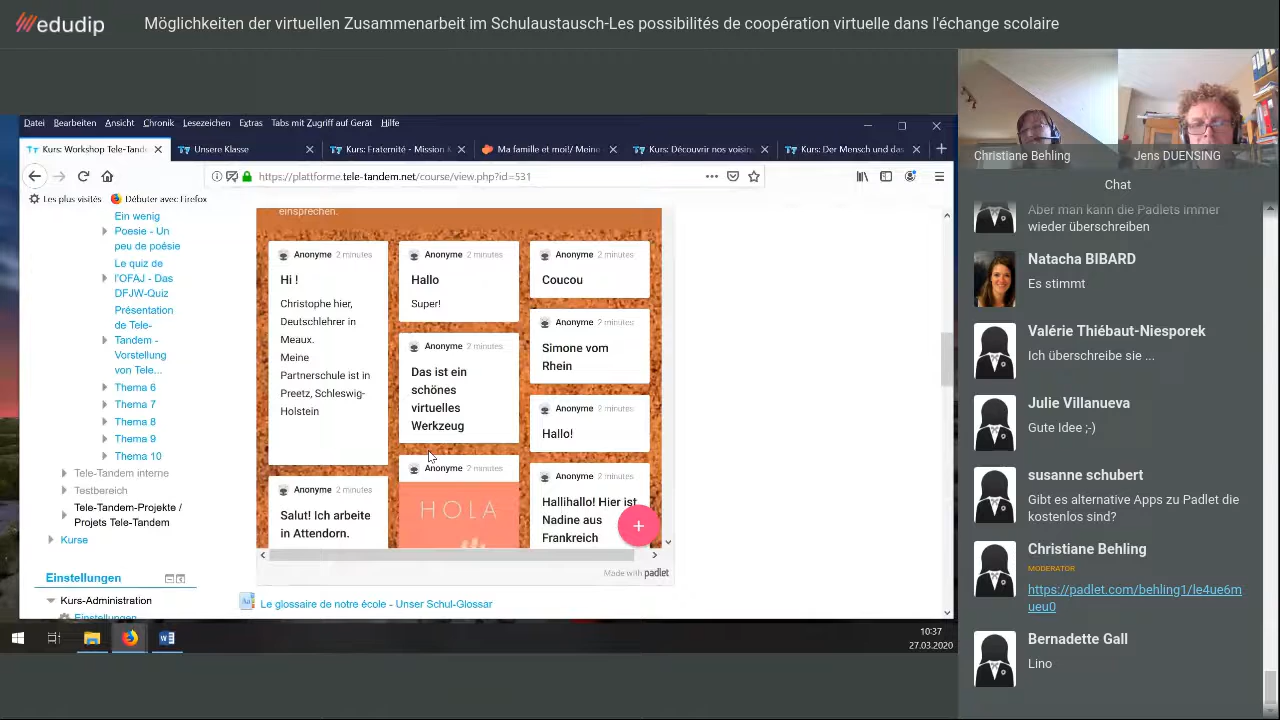 edudip
Möglichkeiten der virtuellen Zusammenarbeit im Schulaustausch-Les possibilités de coopération virtuelle dans l'échange scolaire
Datei Bearbeiten Ansicht Chronik Lesezeichen Extras Tabs mit Zugriff auf Gerät Hilfe
Kurs: Workshop Tele-Tand
Unsere Klasse
Kurs: Fraternité - Mission
Ma famille et moi!/ Meine
Kurs: Découvrir nos voisin
Kurs: Der Mensch und das
https://plattforme.tele-tandem.net/course/view.php?id=531
Les plus visités
Débuter avec Firefox
Ein wenig
Poesie - Un
peu de poésie
Le quiz de
l'OFAJ - Das
DFJW-Quiz
Présentation
de Tele-
Tandem -
Vorstellung
von Tele...
Thema 6
Thema 7
Thema 8
Thema 9
Thema 10
Tele-Tandem interne
Testbereich
Tele-Tandem-Projekte /
Projets Tele-Tandem
Kurse
Einstellungen
Kurs-Administration
Einstellungen
einsprechen.
Anonyme 2 minutes
Hi !
Christophe hier,
Deutschlehrer in
Meaux.
Meine
Partnerschule ist in
Preetz, Schleswig-
Holstein
Anonyme 2 minutes
Salut! Ich arbeite
in Attendorn.
Anonyme 2 minutes
Hallo
Super!
Anonyme 2 minutes
Das ist ein
schönes
virtuelles
Werkzeug
Anonyme 2 minutes
HOLA
Anonyme 2 minutes
Coucou
Anonyme 2 minutes
Simone vom
Rhein
Anonyme 2 minutes
Hallo!
Anonyme 2 minutes
Hallihallo! Hier ist
Nadine aus
Frankreich
Made with padlet
Le glossaire de notre école - Unser Schul-Glossar
10:37
27.03.2020
Christiane Behling
Jens DUENSING
Chat
Aber man kann die Padlets immer
wieder überschreiben
Natacha BIBARD
Es stimmt
Valérie Thiébaut-Niesporek
Ich überschreibe sie ...
Julie Villanueva
Gute Idee ;-)
susanne schubert
Gibt es alternative Apps zu Padlet die
kostenlos sind?
Christiane Behling
MODERATOR
https://padlet.com/behling1/le4ue6m
ueu0
Bernadette Gall
Lino